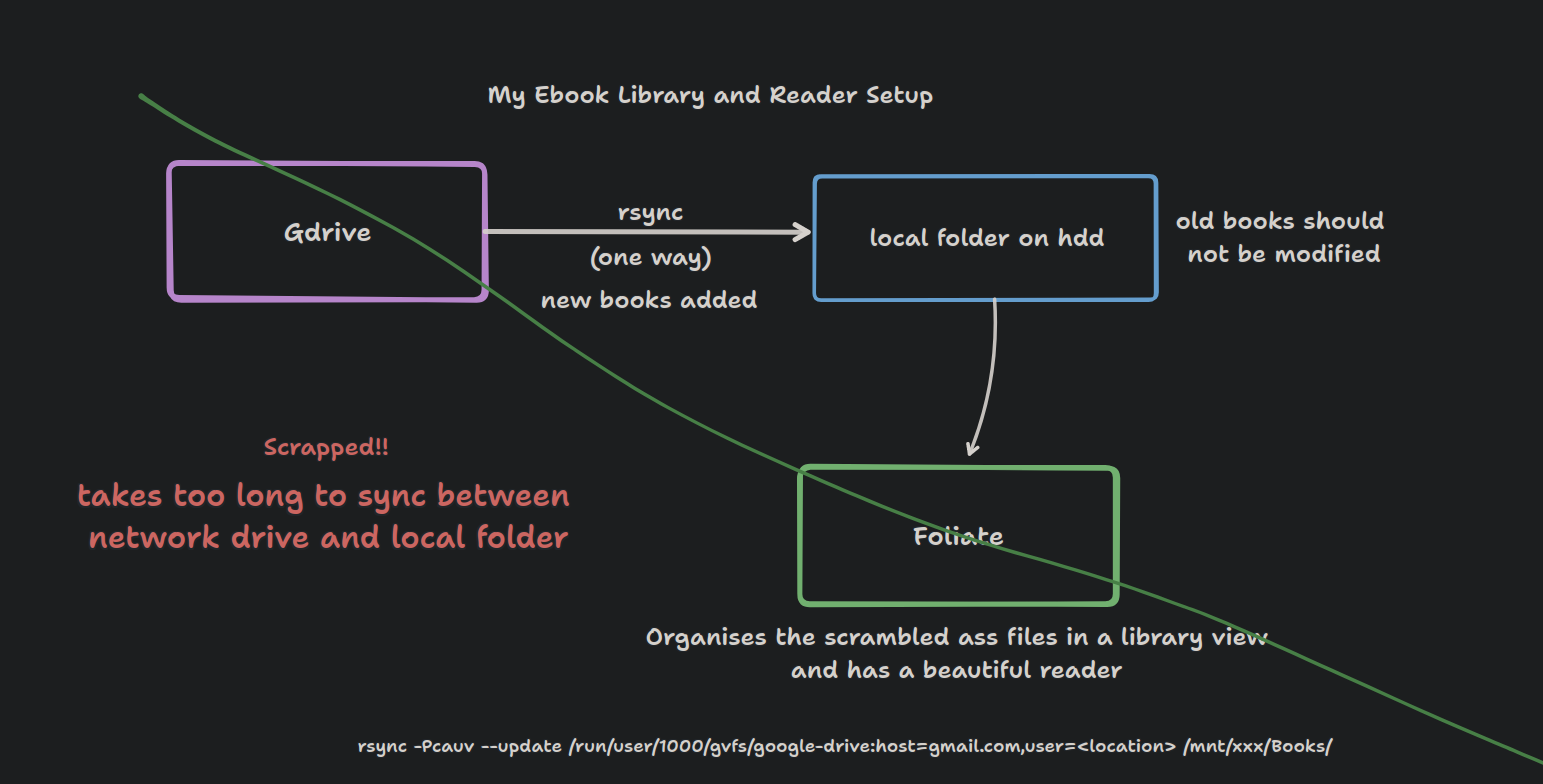 My Ebook Library and Reader Setup
Gdrive
rsync
(one way)
new books added
local folder on hdd
old books should
not be modified
Scrapped!!
takes too long to sync between
network drive and local folder
Foliate
Organises the scrambled ass files in a library view
and has a beautiful reader
rsync -Pcauv --update /run/user/1000/gvfs/google-drive:host=gmail.com,user=<location> /mnt/xxx/Books/